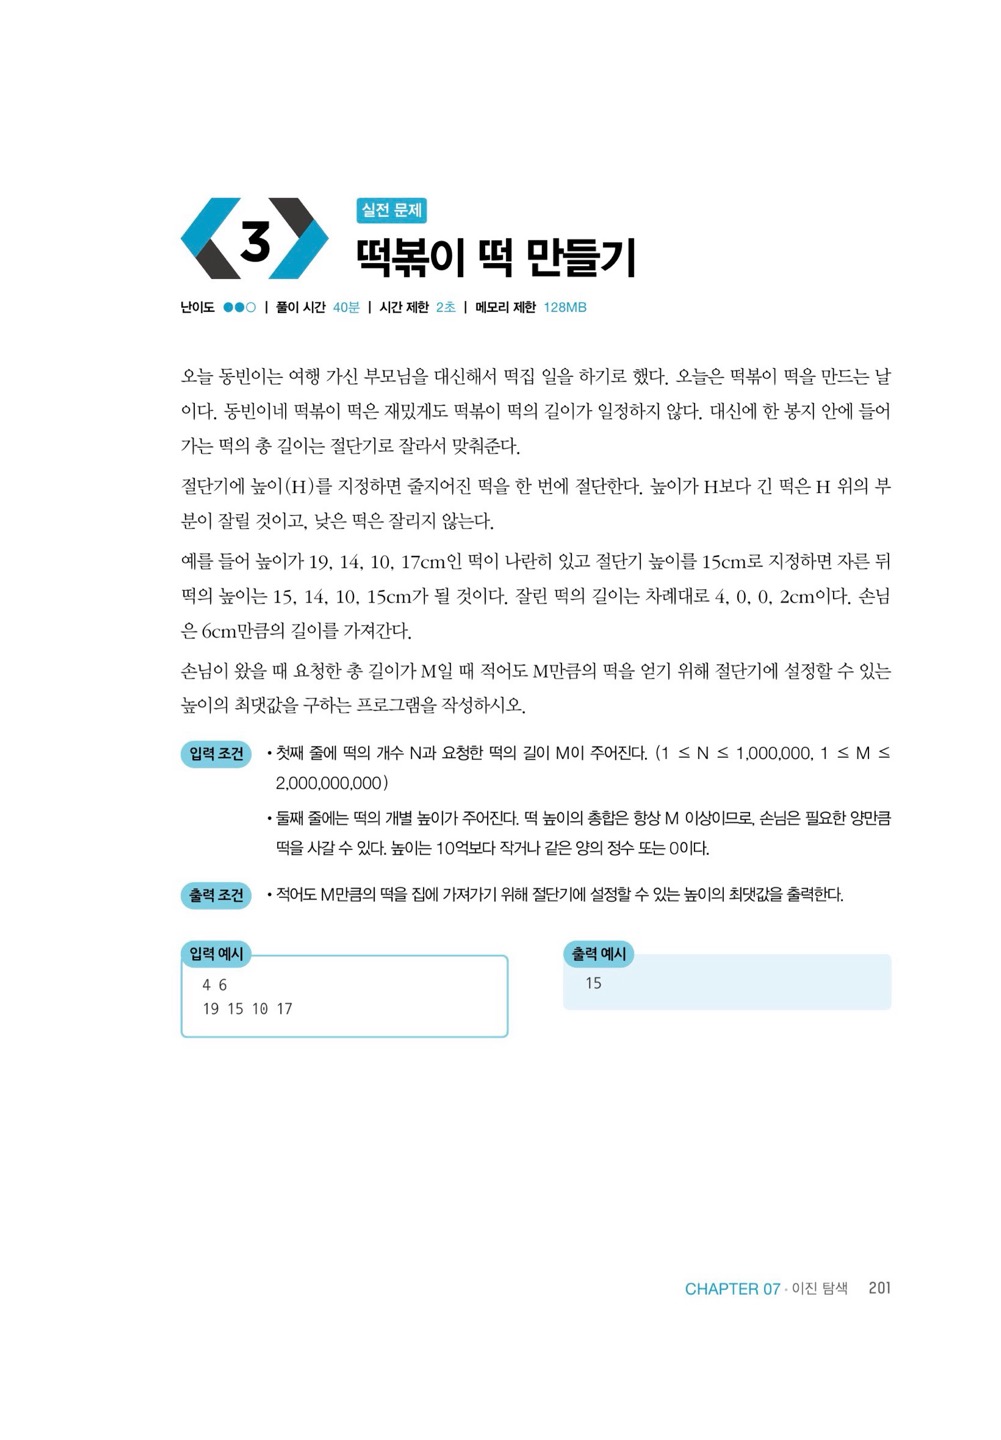 3
실전 문제
떡볶이 떡 만들기
난이도 ●●○ | 풀이 시간 40분 | 시간 제한 2초 | 메모리 제한 128MB
오늘 동빈이는 여행 가신 부모님을 대신해서 떡집 일을 하기로 했다. 오늘은 떡볶이 떡을 만드는 날
이다. 동빈이네 떡볶이 떡은 재밌게도 떡볶이 떡의 길이가 일정하지 않다. 대신에 한 봉지 안에 들어
가는 떡의 총 길이는 절단기로 잘라서 맞춰준다.
절단기에 높이(H)를 지정하면 줄지어진 떡을 한 번에 절단한다. 높이가 H보다 긴 떡은 H 위의 부
분이 잘릴 것이고, 낮은 떡은 잘리지 않는다.
예를 들어 높이가 19, 14, 10, 17cm인 떡이 나란히 있고 절단기 높이를 15cm로 지정하면 자른 뒤
떡의 높이는 15, 14, 10, 15cm가 될 것이다. 잘린 떡의 길이는 차례대로 4, 0, 0, 2cm이다. 손님
은 6cm만큼의 길이를 가져간다.
손님이 왔을 때 요청한 총 길이가 M일 때 적어도 M만큼의 떡을 얻기 위해 절단기에 설정할 수 있는
높이의 최댓값을 구하는 프로그램을 작성하시오.
입력 조건 • 첫째 줄에 떡의 개수 N과 요청한 떡의 길이 M이 주어진다. (1 ≤ N ≤ 1,000,000, 1 ≤ M ≤
2,000,000,000)
• 둘째 줄에는 떡의 개별 높이가 주어진다. 떡 높이의 총합은 항상 M 이상이므로, 손님은 필요한 양만큼
떡을 사갈 수 있다. 높이는 10억보다 작거나 같은 양의 정수 또는 0이다.
출력 조건 • 적어도 M만큼의 떡을 집에 가져가기 위해 절단기에 설정할 수 있는 높이의 최댓값을 출력한다.
입력 예시
4 6
19 15 10 17
출력 예시
15
CHAPTER 07 · 이진 탐색 201